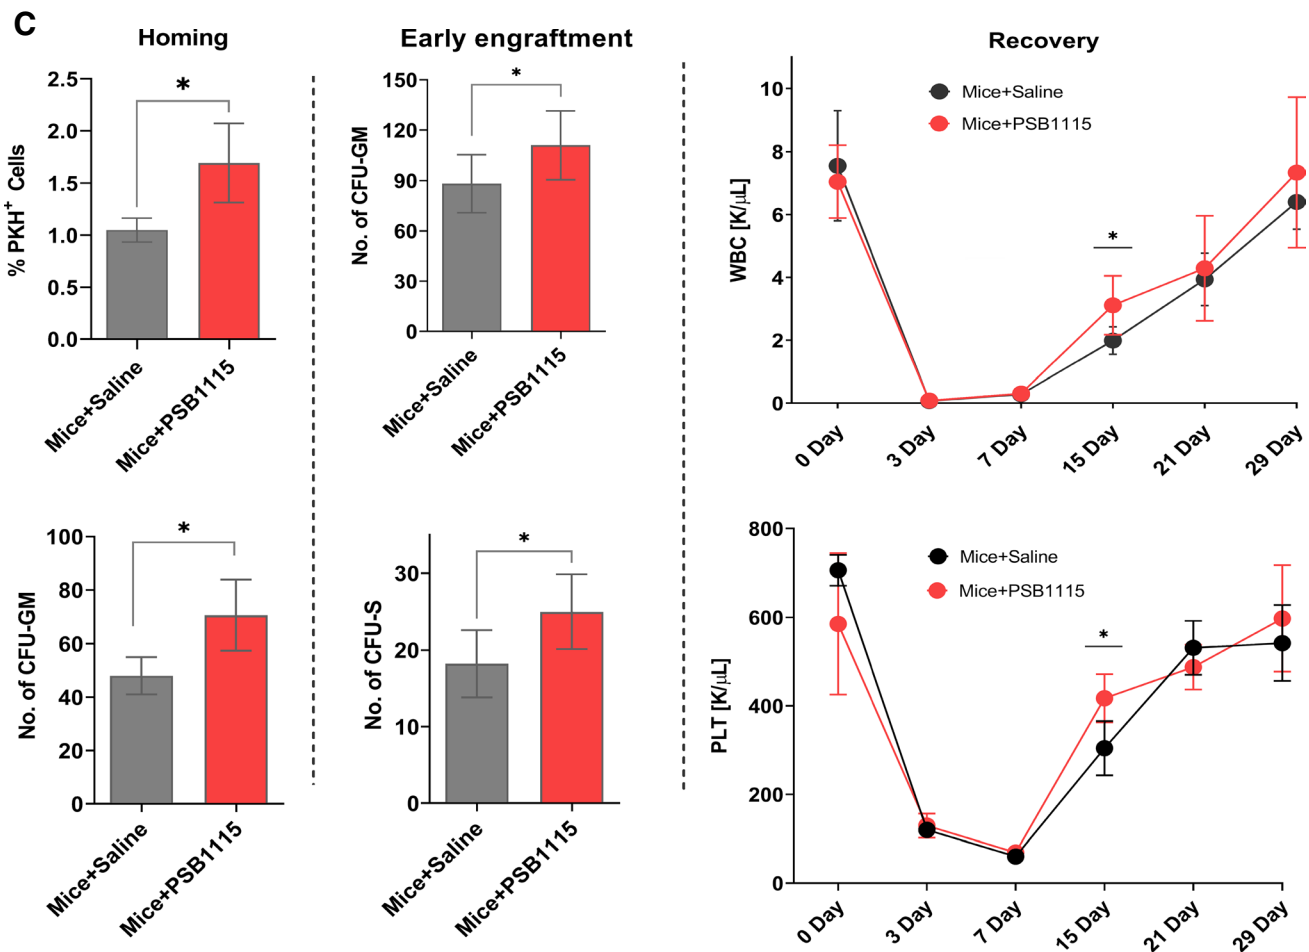 C
Homing
Early engraftment
Recovery
% PKH⁺ Cells
2.5
2.0
1.5
1.0
0.5
0.0
*
Mice+Saline
Mice+PSB1115
No. of CFU-GM
150
120
90
60
30
0
*
Mice+Saline
Mice+PSB1115
WBC [K/μL]
10
8
6
4
2
0
Mice+Saline
Mice+PSB1115
*
0 Day
3 Day
7 Day
15 Day
21 Day
29 Day
No. of CFU-GM
100
80
60
40
20
0
*
Mice+Saline
Mice+PSB1115
No. of CFU-S
30
20
10
0
*
Mice+Saline
Mice+PSB1115
PLT [K/μL]
800
600
400
200
0
Mice+Saline
Mice+PSB1115
*
0 Day
3 Day
7 Day
15 Day
21 Day
29 Day